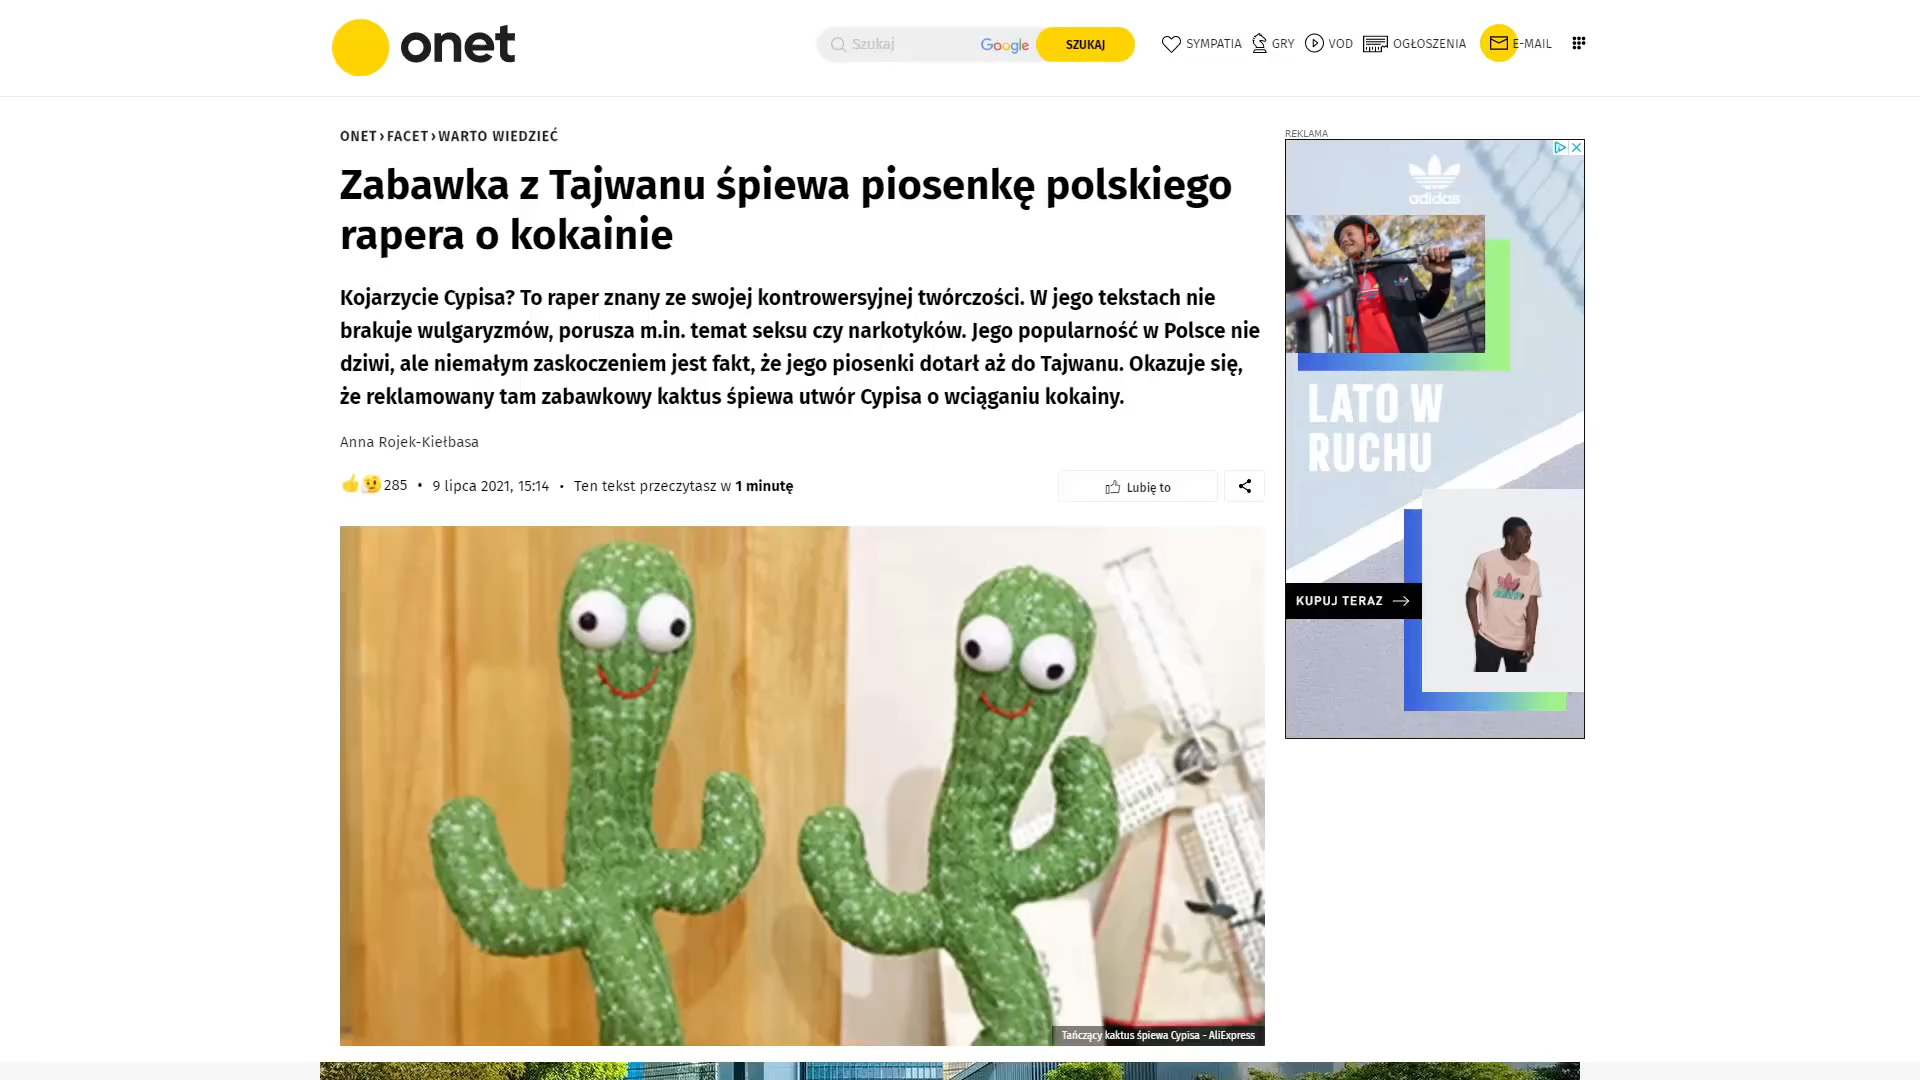 onet
Szukaj Google SZUKAJ SYMPATIA GRY VOD OGŁOSZENIA E-MAIL
ONET › FACET › WARTO WIEDZIEĆ
Zabawka z Tajwanu śpiewa piosenkę polskiego
rapera o kokainie
Kojarzycie Cypisa? To raper znany ze swojej kontrowersyjnej twórczości. W jego tekstach nie
brakuje wulgaryzmów, porusza m.in. temat seksu czy narkotyków. Jego popularność w Polsce nie
dziwi, ale niemałym zaskoczeniem jest fakt, że jego piosenki dotarł aż do Tajwanu. Okazuje się,
że reklamowany tam zabawkowy kaktus śpiewa utwór Cypisa o wciąganiu kokainy.
Anna Rojek-Kiełbasa
285 • 9 lipca 2021, 15:14 • Ten tekst przeczytasz w 1 minutę
Lubię to
Tańczący kaktus śpiewa Cypisa - AliExpress
REKLAMA
adidas
LATO W
RUCHU
KUPUJ TERAZ →